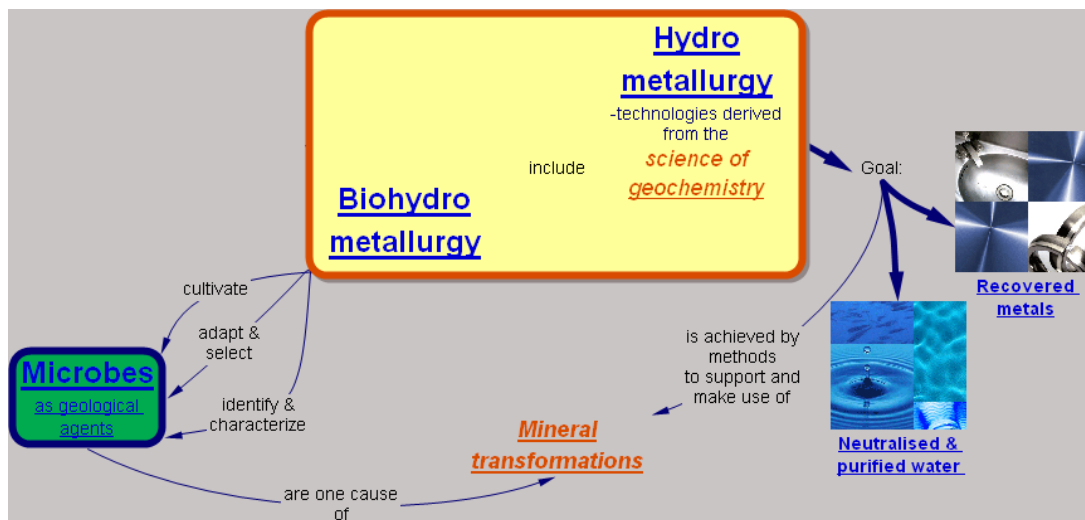 Hydro
metallurgy
-technologies derived
from the
science of
geochemistry
include
Biohydro
metallurgy
Goal:
Recovered
metals
Neutralised &
purified water
is achieved by
methods
to support and
make use of
Mineral
transformations
cultivate
adapt &
select
identify &
characterize
Microbes
as geological
agents
are one cause
of